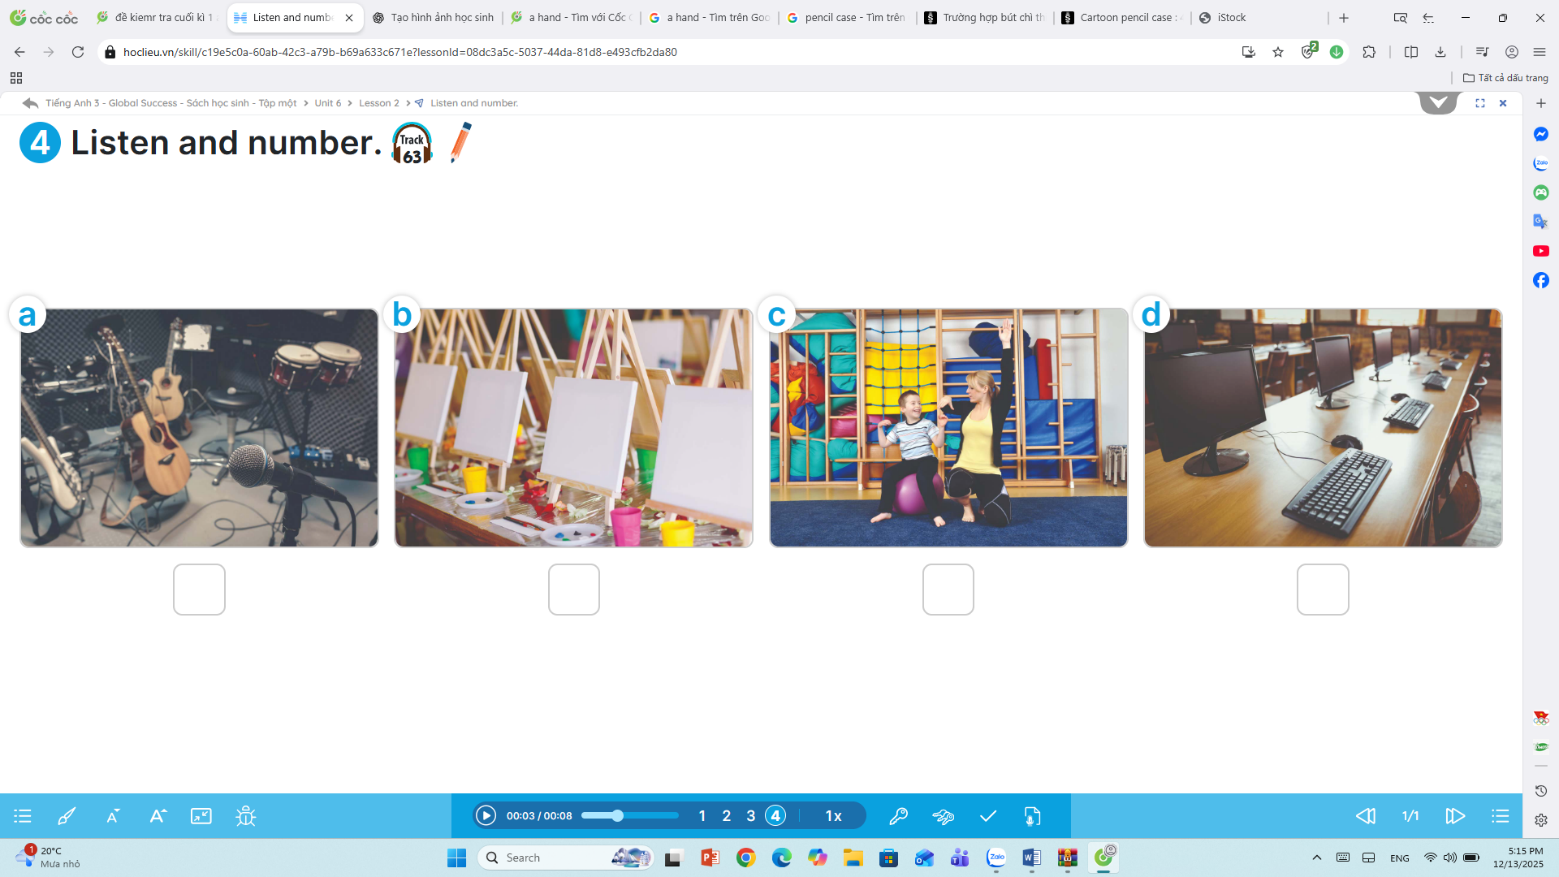 cốc cốc
đề kiemr tra cuối kì 1
Listen and numbe
Tạo hình ảnh học sinh
a hand - Tìm với Cốc C
a hand - Tìm trên Goo
pencil case - Tìm trên
Trường hợp bút chì th
Cartoon pencil case :
iStock
hoclieu.vn/skill/c19e5c0a-60ab-42c3-a79b-b69a633c671e?lessonId=08dc3a5c-5037-44da-81d8-e493cfb2da80
2
Tất cả dấu trang
Tiếng Anh 3 - Global Success - Sách học sinh - Tập một > Unit 6 > Lesson 2 > Listen and number.
4 Listen and number. Track 63
a b c d
00:03 / 00:08 1 2 3 4 1x
A A
1/1
Zalo
1 20°C
Mưa nhỏ
Search
Zalo
ENG
5:15 PM
12/13/2025